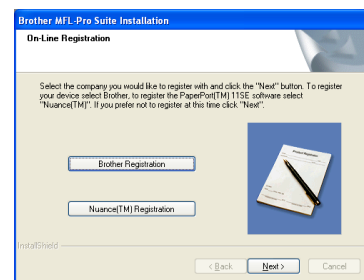 Brother MFL-Pro Suite Installation
On-Line Registration
Select the company you would like to register with and click the "Next" button. To register
your device select Brother, to register the PaperPort(TM) 11SE software select
"Nuance(TM)". If you prefer not to register at this time click "Next".
Brother Registration
Nuance(TM) Registration
InstallShield
< Back
Next >
Cancel